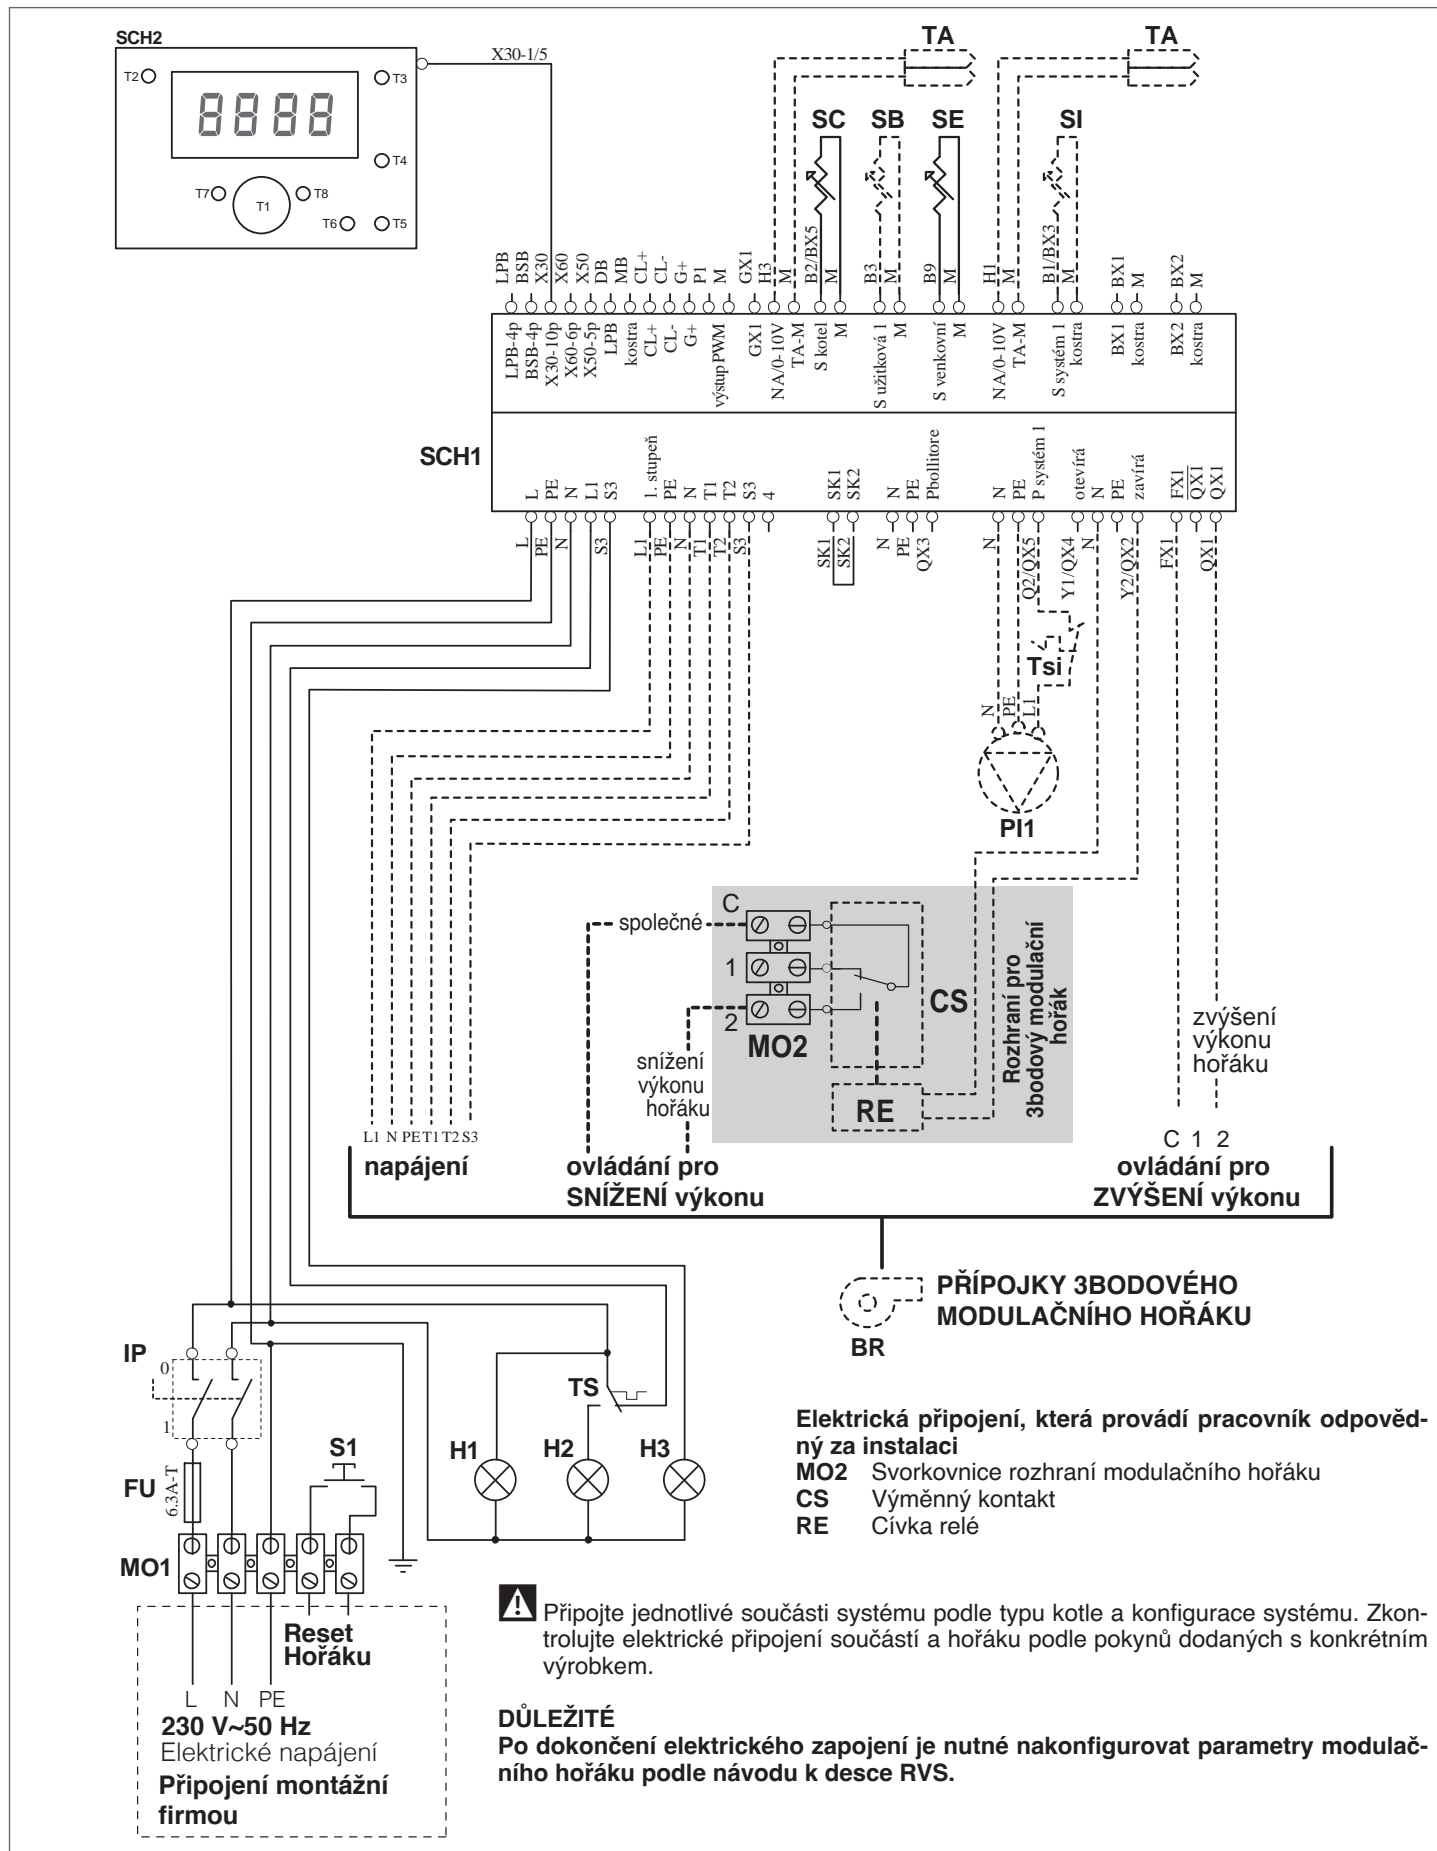 SCH2
T2
T3
T4
T7
T8
T1
T6
T5
X30-1/5
TA
TA
SC
SB
SE
SI
LPB
BSB
X30
X60
X50
DB
MB
CL+
CL-
G+
P1
M
GX1
H3
M
B2/BX5
M
B3
M
B9
M
H1
M
B1/BX3
M
BX1
M
BX2
M
LPB-4p
BSB-4p
X30-10p
X60-6p
X50-5p
LPB
kostra
CL+
CL-
G+
výstup PWM
GX1
NA/0-10V
TA-M
S kotel
M
S užitková 1
M
S venkovní
M
NA/0-10V
TA-M
S systém 1
kostra
BX1
kostra
BX2
kostra
SCH1
L
PE
N
L1
S3
1. stupeň
PE
N
T1
T2
S3
4
SK1
SK2
N
PE
Pbollitore
N
PE
P systém 1
otevírá
N
PE
zavírá
FX1
QX1
QX1
L
PE
N
S3
L1
PE
N
T1
T2
S3
SK1
SK2
N
PE
QX3
N
PE
Q2/QX5
Y1/QX4
N
Y2/QX2
FX1
QX1
Tsi
N
PE
L1
PI1
C
společné
1
2
MO2
CS
RE
Rozhraní pro
3bodový modulační
hořák
snížení
výkonu
hořáku
zvýšení
výkonu
hořáku
L1 N PE T1 T2 S3
napájení
ovládání pro
SNÍŽENÍ výkonu
C 1 2
ovládání pro
ZVÝŠENÍ výkonu
PŘÍPOJKY 3BODOVÉHO
MODULAČNÍHO HOŘÁKU
BR
IP
0
1
FU
6.3A-T
S1
TS
H1
H2
H3
MO1
Reset
Hořáku
L N PE
230 V~50 Hz
Elektrické napájení
Připojení montážní
firmou
Elektrická připojení, která provádí pracovník odpověd-
ný za instalaci
MO2 Svorkovnice rozhraní modulačního hořáku
CS Výměnný kontakt
RE Cívka relé
Připojte jednotlivé součásti systému podle typu kotle a konfigurace systému. Zkon-
trolujte elektrické připojení součástí a hořáku podle pokynů dodaných s konkrétním
výrobkem.
DŮLEŽITÉ
Po dokončení elektrického zapojení je nutné nakonfigurovat parametry modulač-
ního hořáku podle návodu k desce RVS.